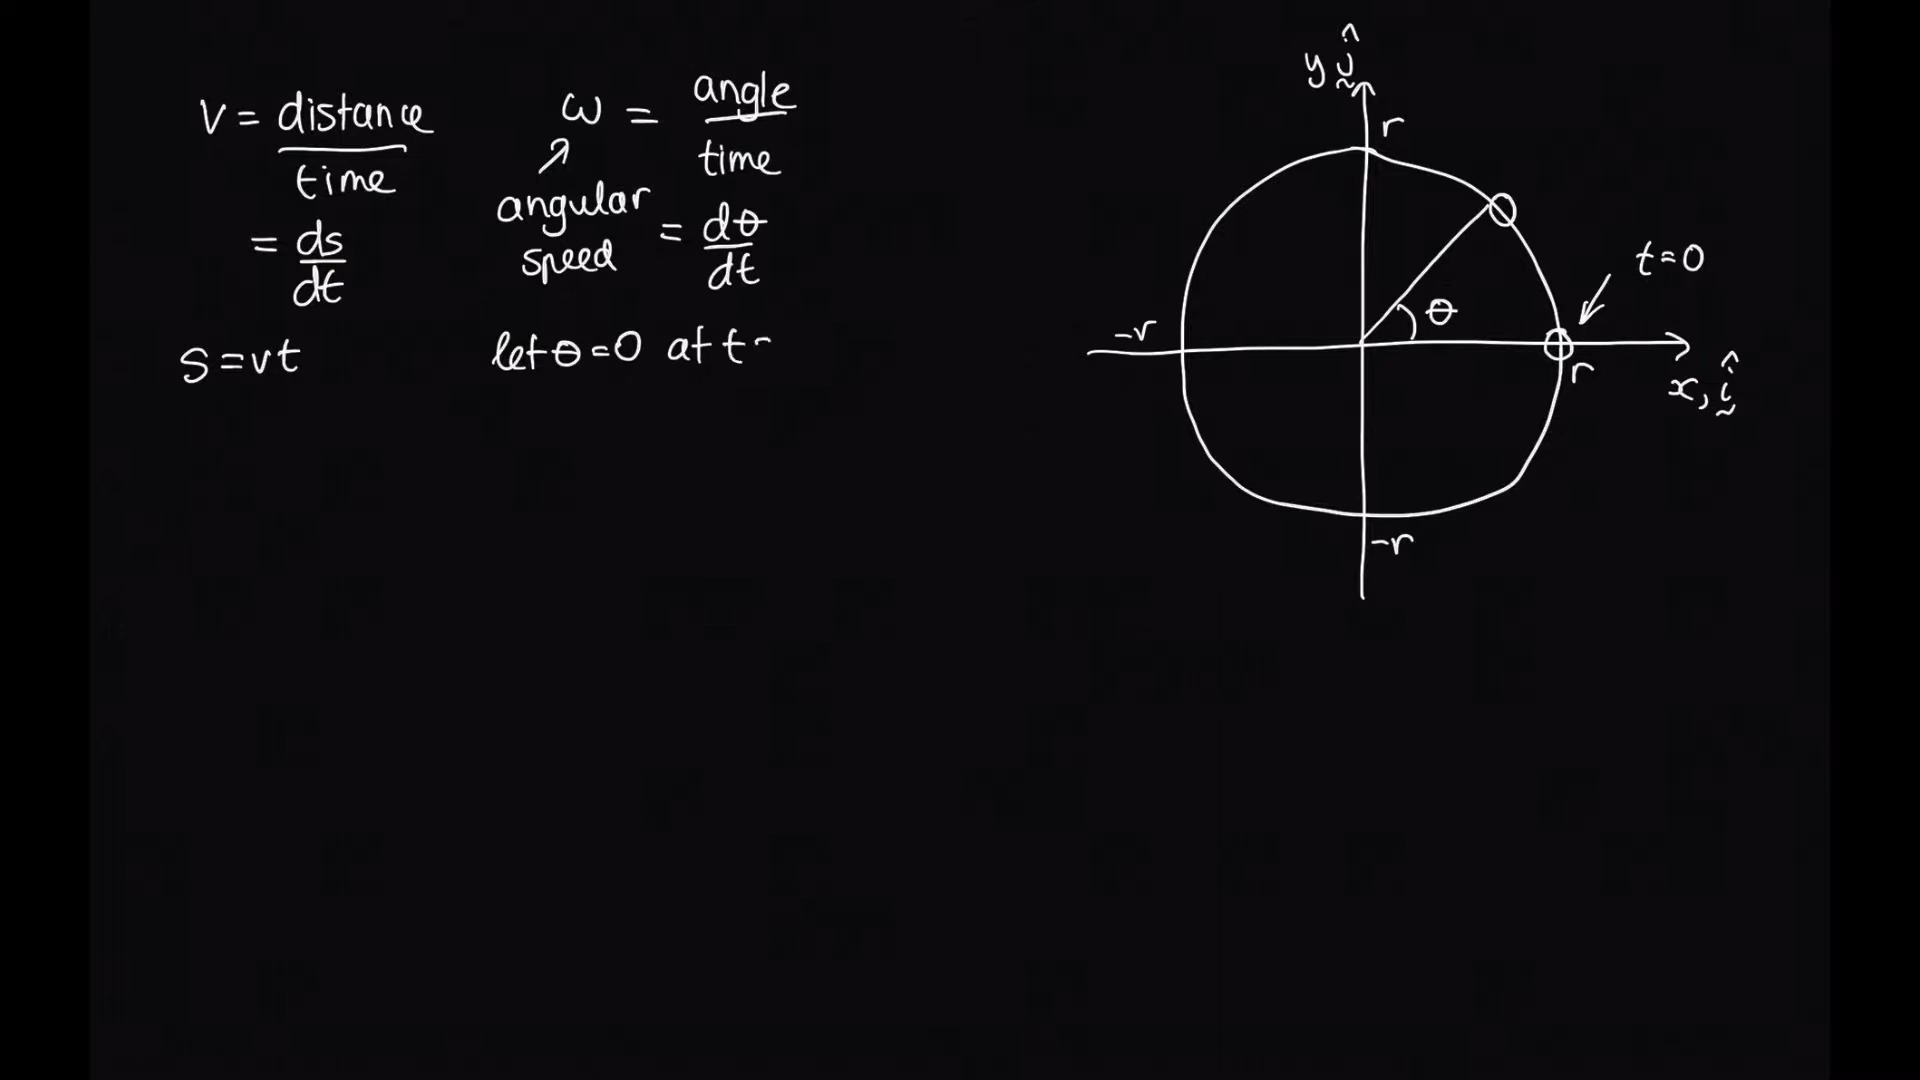 v = distance / time
= ds/dt
s = vt
ω = angle / time
angular speed
= dθ/dt
let θ = 0 at t -
y ĵ
r
t = 0
θ
-r
r
x, î
-r